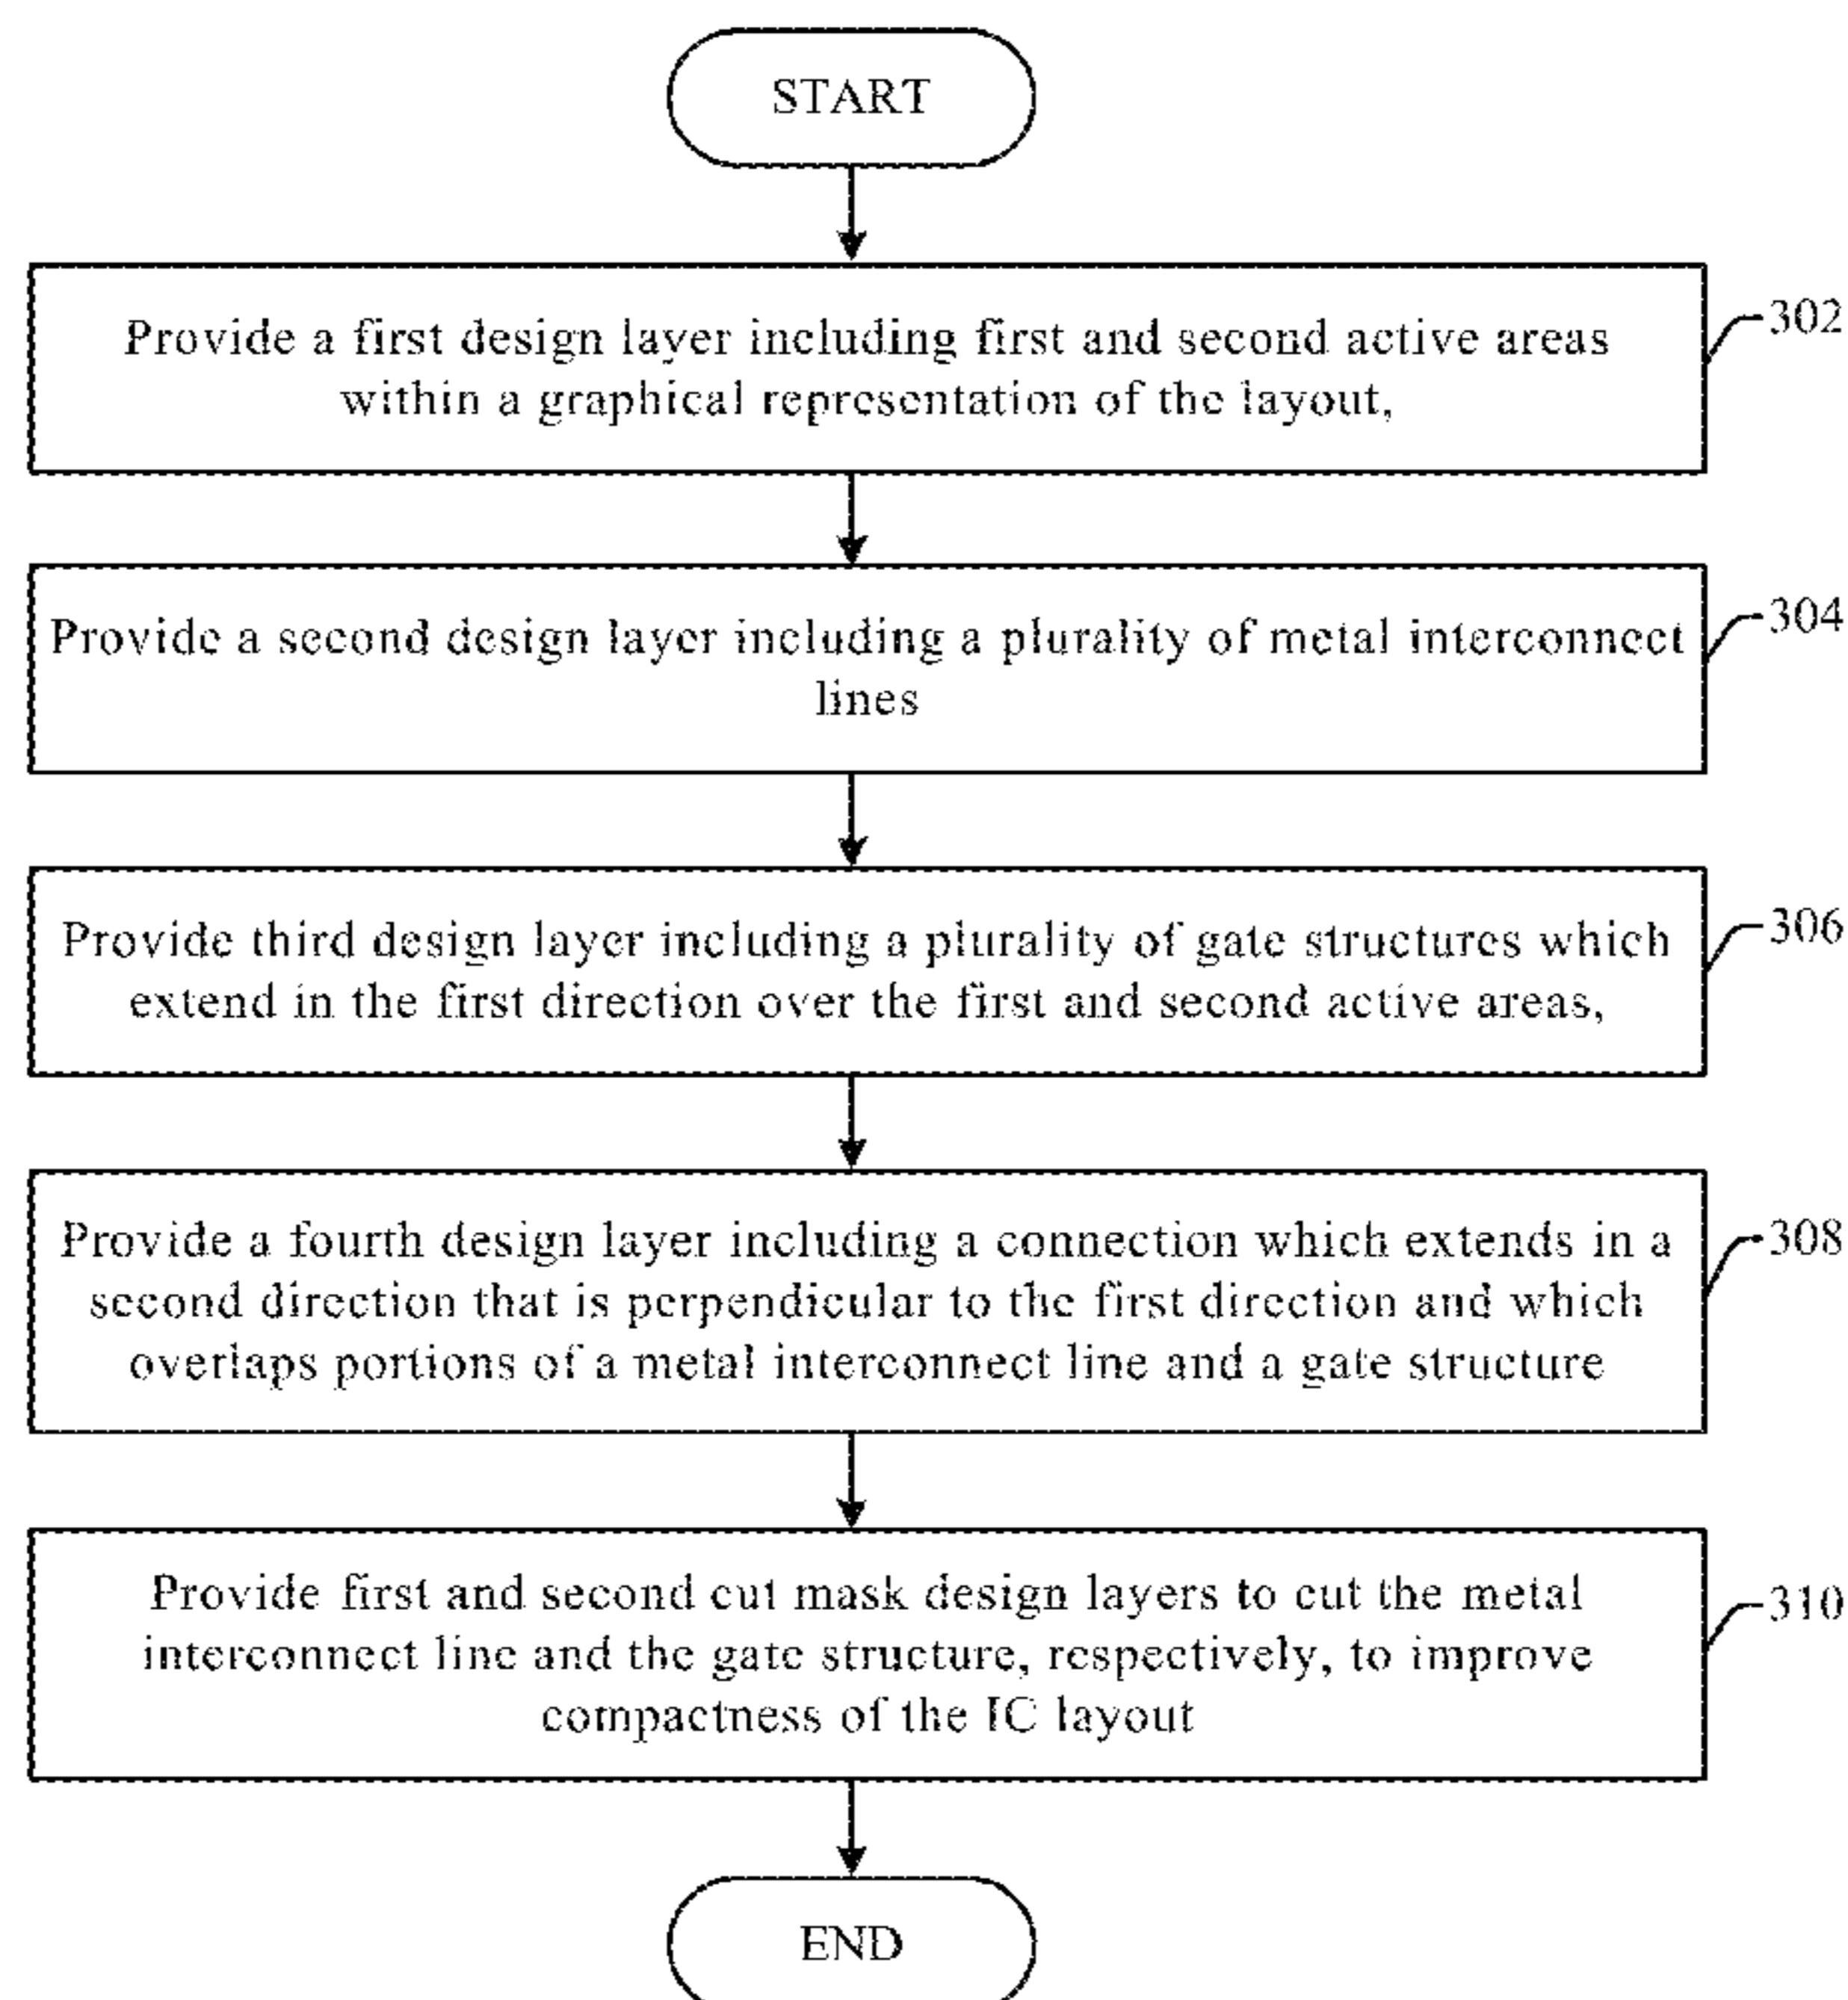 START
Provide a first design layer including first and second active areas
within a graphical representation of the layout,
302
Provide a second design layer including a plurality of metal interconnect
lines
304
Provide third design layer including a plurality of gate structures which
extend in the first direction over the first and second active areas,
306
Provide a fourth design layer including a connection which extends in a
second direction that is perpendicular to the first direction and which
overlaps portions of a metal interconnect line and a gate structure
308
Provide first and second cut mask design layers to cut the metal
interconnect line and the gate structure, respectively, to improve
compactness of the IC layout
310
END